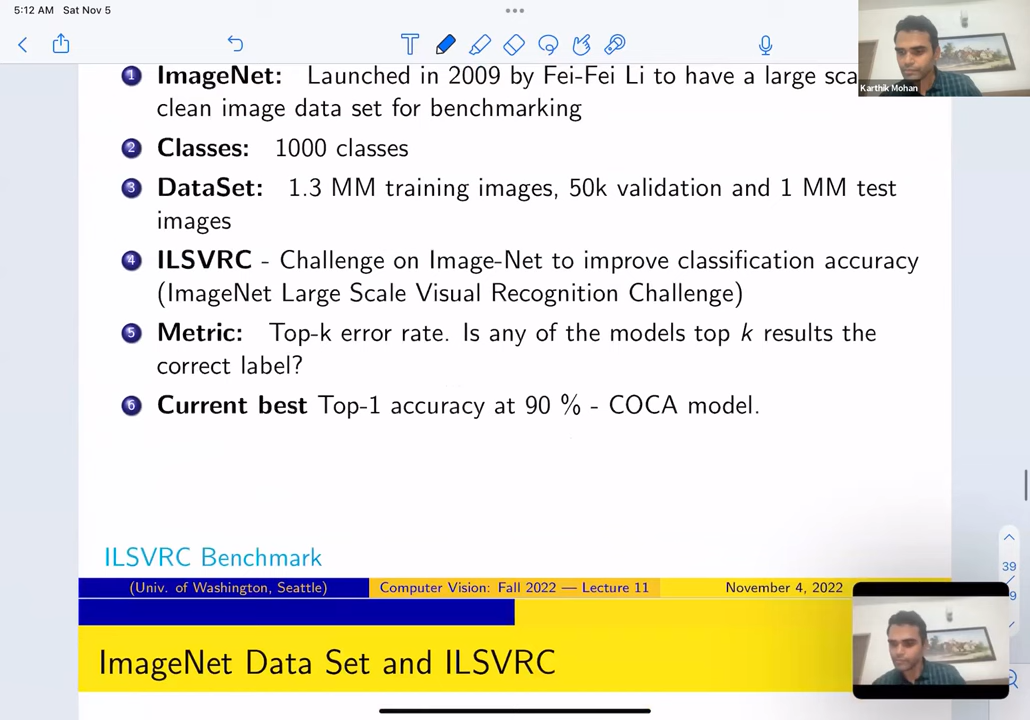 5:12 AM Sat Nov 5
Karthik Mohan
1 ImageNet: Launched in 2009 by Fei-Fei Li to have a large sca
clean image data set for benchmarking
2 Classes: 1000 classes
3 DataSet: 1.3 MM training images, 50k validation and 1 MM test
images
4 ILSVRC - Challenge on Image-Net to improve classification accuracy
(ImageNet Large Scale Visual Recognition Challenge)
5 Metric: Top-k error rate. Is any of the models top k results the
correct label?
6 Current best Top-1 accuracy at 90 % - COCA model.
ILSVRC Benchmark
39
9
(Univ. of Washington, Seattle) Computer Vision: Fall 2022 — Lecture 11 November 4, 2022
ImageNet Data Set and ILSVRC